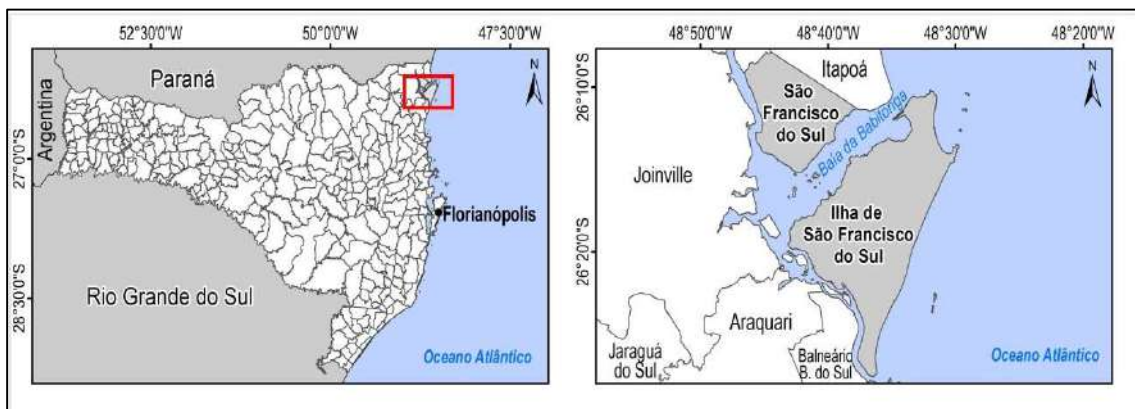 52°30'0"O 50°00'0"O 47°30'0"O
N
Paraná
Argentina
27°0'0"S
Florianópolis
28°30'0"S
Rio Grande do Sul
Oceano Atlântico
48°50'0"O 48°40'0"O 48°30'0"O 48°20'0"O
N
Itapoá
26°10'0"S
São
Francisco
do Sul
Baía da Babitonga
Joinville
Ilha de
São Francisco
do Sul
26°20'0"S
Araquari
Jaraguá
do Sul
Balneário
B. do Sul
Oceano Atlântico